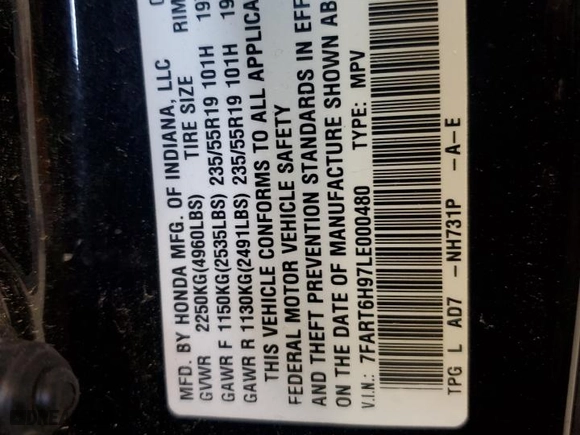 MFD. BY HONDA MFG. OF INDIANA, LLC
TIRE SIZE RIM
GVWR 2250KG(4960LBS)
GAWR F 1150KG(2535LBS) 235/55R19 101H 19
GAWR R 1130KG(2491LBS) 235/55R19 101H 19
THIS VEHICLE CONFORMS TO ALL APPLICA
FEDERAL MOTOR VEHICLE SAFETY
AND THEFT PREVENTION STANDARDS IN EFF
ON THE DATE OF MANUFACTURE SHOWN AB
V.I.N.: 7FART6H97LE000480 TYPE: MPV
TPG L AD7 -NH731P -A-E